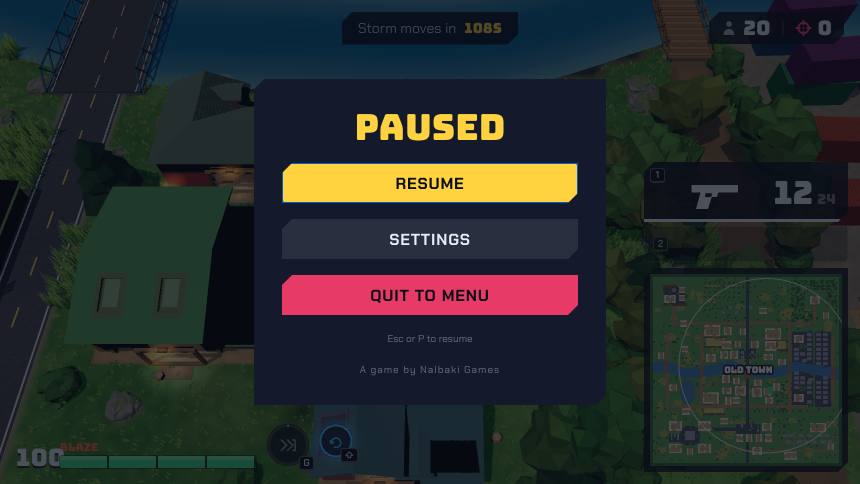 Storm moves in 108S
20 0
PAUSED
RESUME
SETTINGS
QUIT TO MENU
Esc or P to resume
A game by Nalbaki Games
1
12 24
2
OLD TOWN
BLAZE
100
G